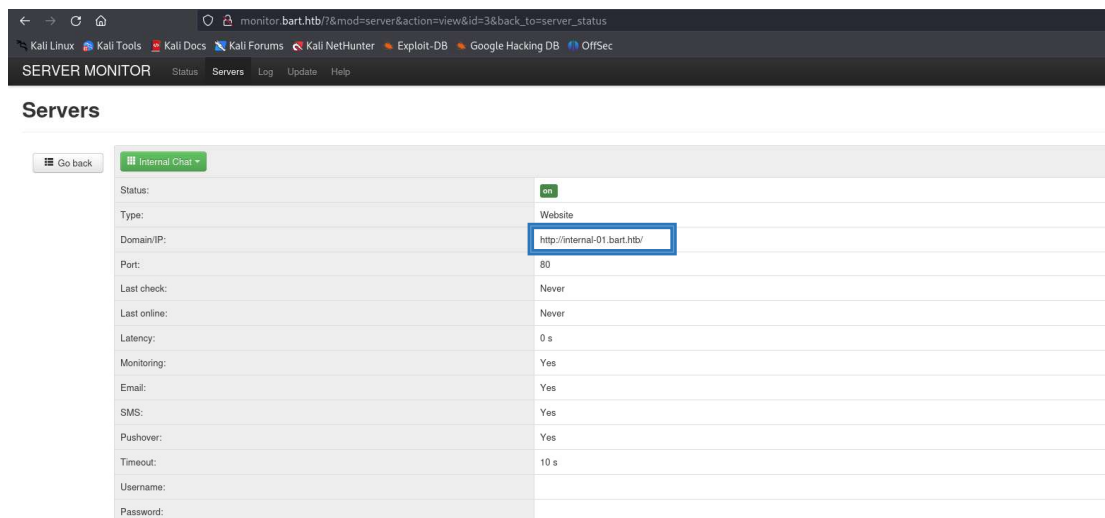 monitor.bart.htb/?&mod=server&action=view&id=3&back_to=server_status
Kali Linux Kali Tools Kali Docs Kali Forums Kali NetHunter Exploit-DB Google Hacking DB OffSec
SERVER MONITOR Status Servers Log Update Help
Servers
Go back Internal Chat
Status: on
Type: Website
Domain/IP: http://internal-01.bart.htb/
Port: 80
Last check: Never
Last online: Never
Latency: 0 s
Monitoring: Yes
Email: Yes
SMS: Yes
Pushover: Yes
Timeout: 10 s
Username:
Password: